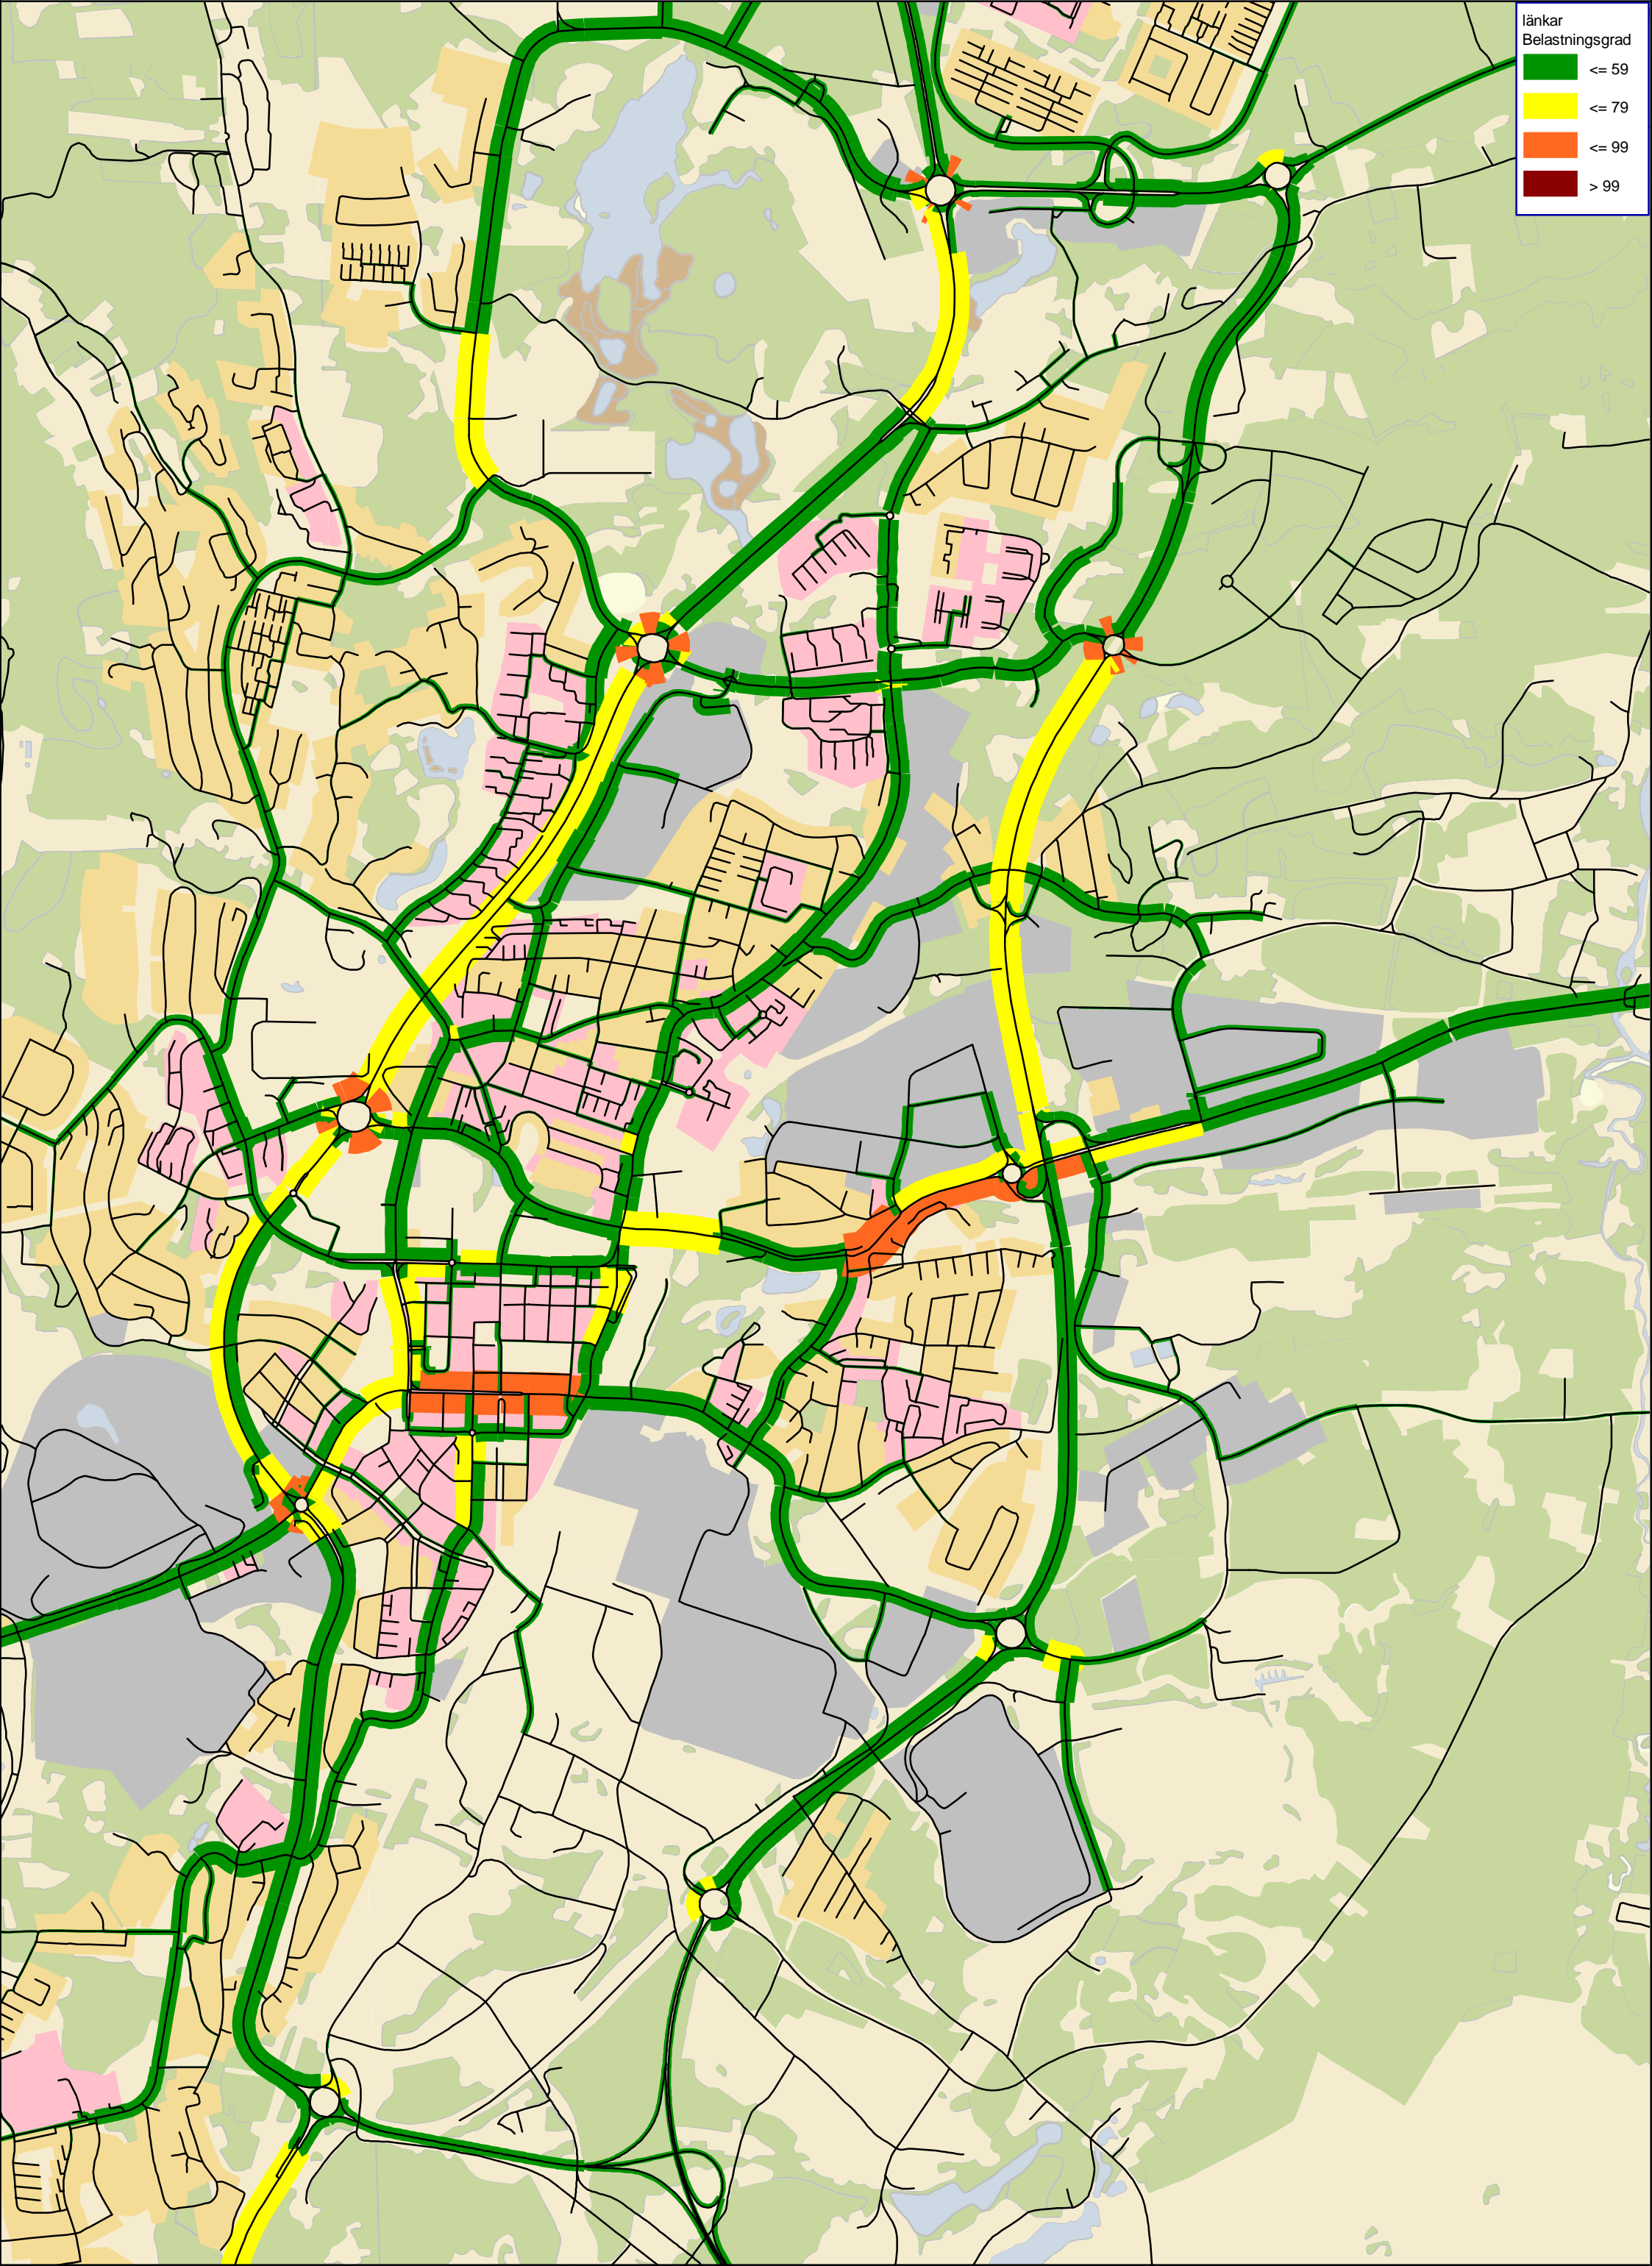 länkar
Belastningsgrad
<= 59
<= 79
<= 99
> 99